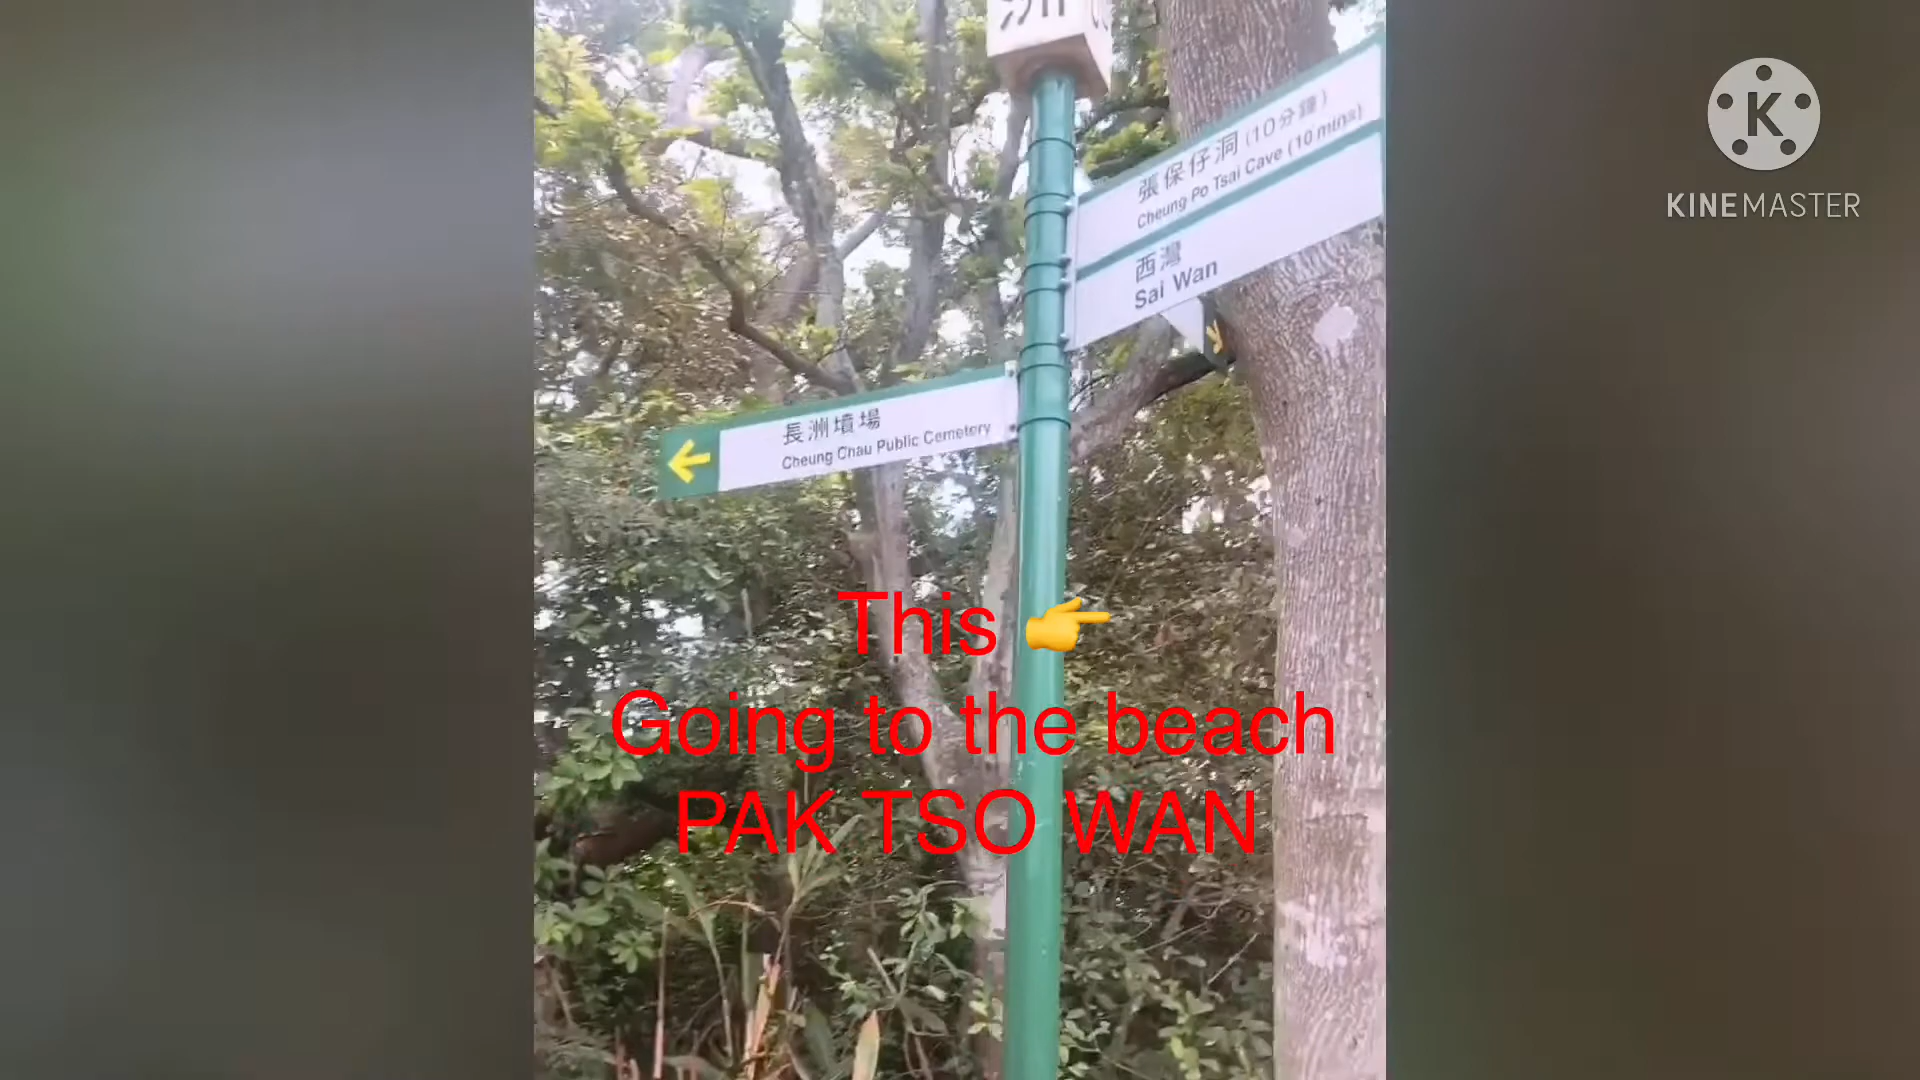 張保仔洞 (10分鐘)
Cheung Po Tsai Cave (10 mins)
西灣
Sai Wan
長洲墳場
Cheung Chau Public Cemetery
This 👉
Going to the beach
PAK TSO WAN
KINEMASTER